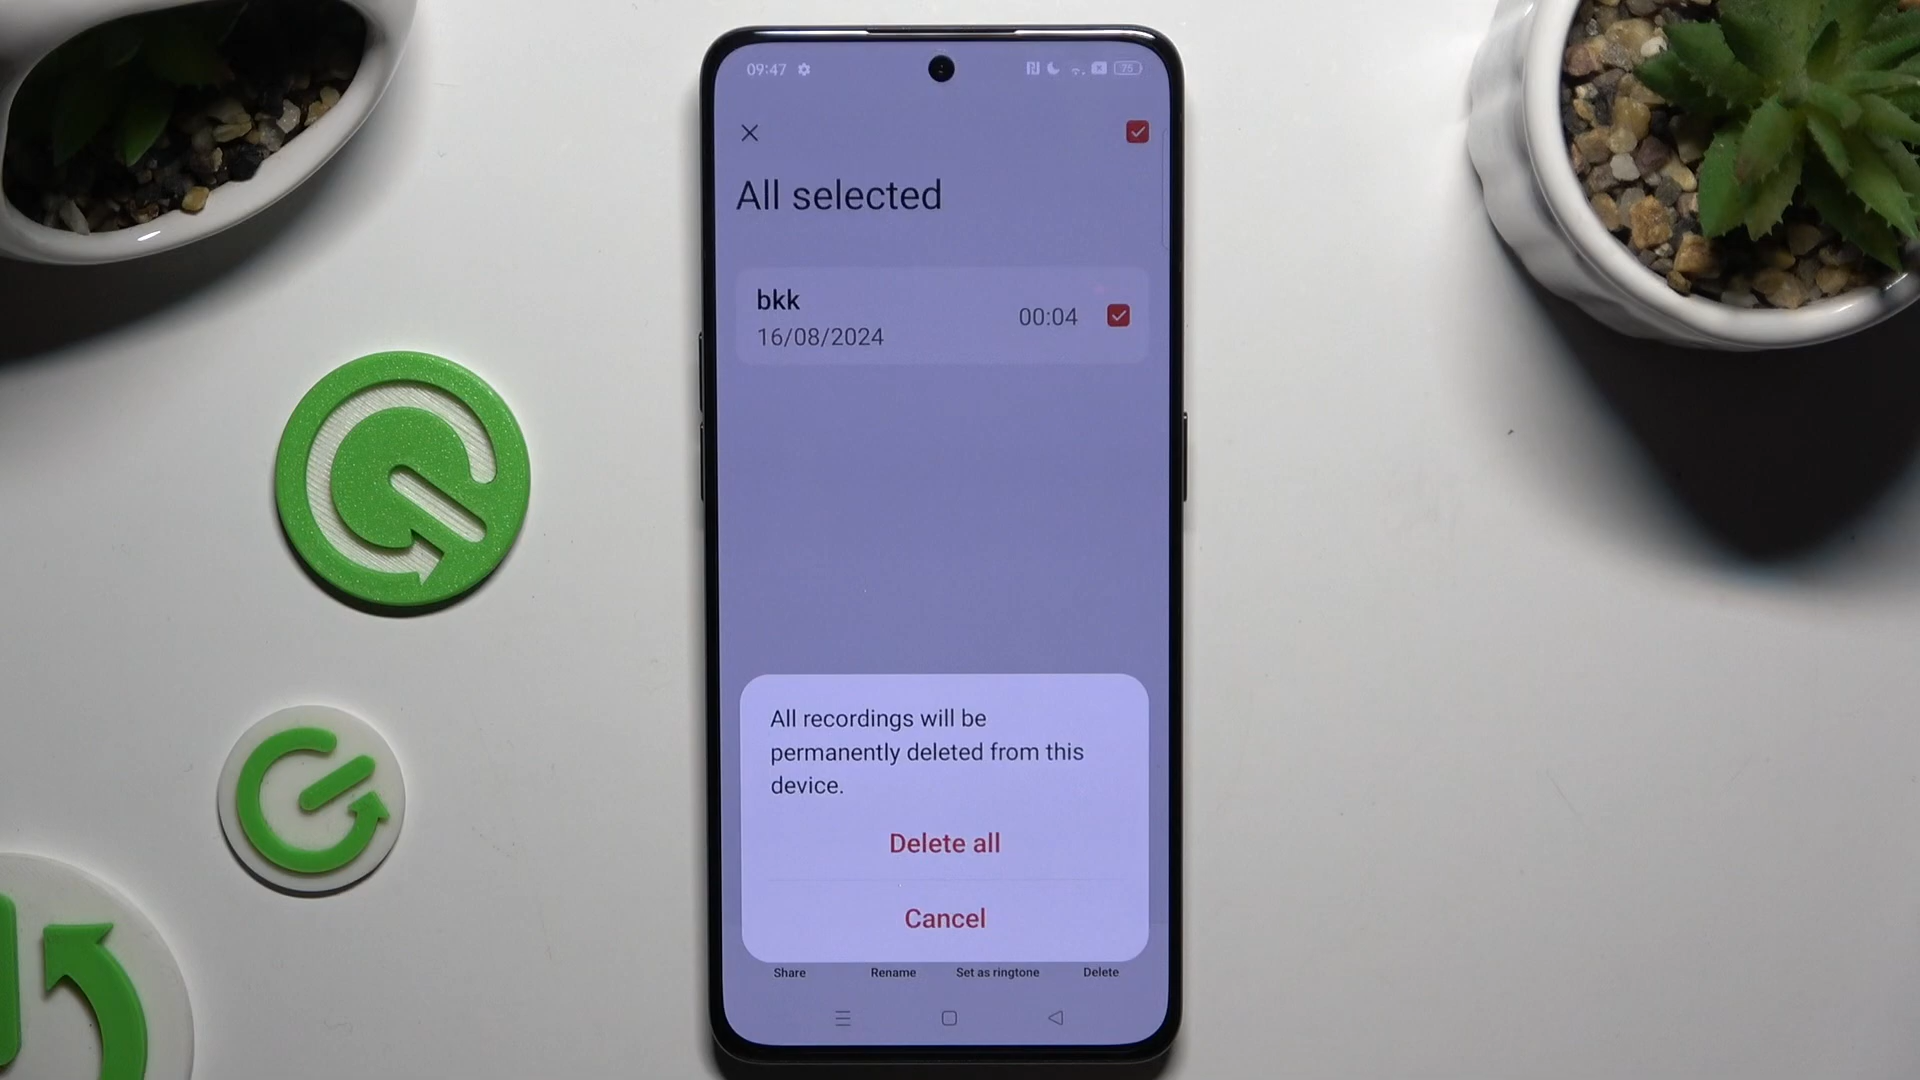 09:47
75
All selected
bkk
00:04
16/08/2024
All recordings will be
permanently deleted from this
device.
Delete all
Cancel
Share Rename Set as ringtone Delete